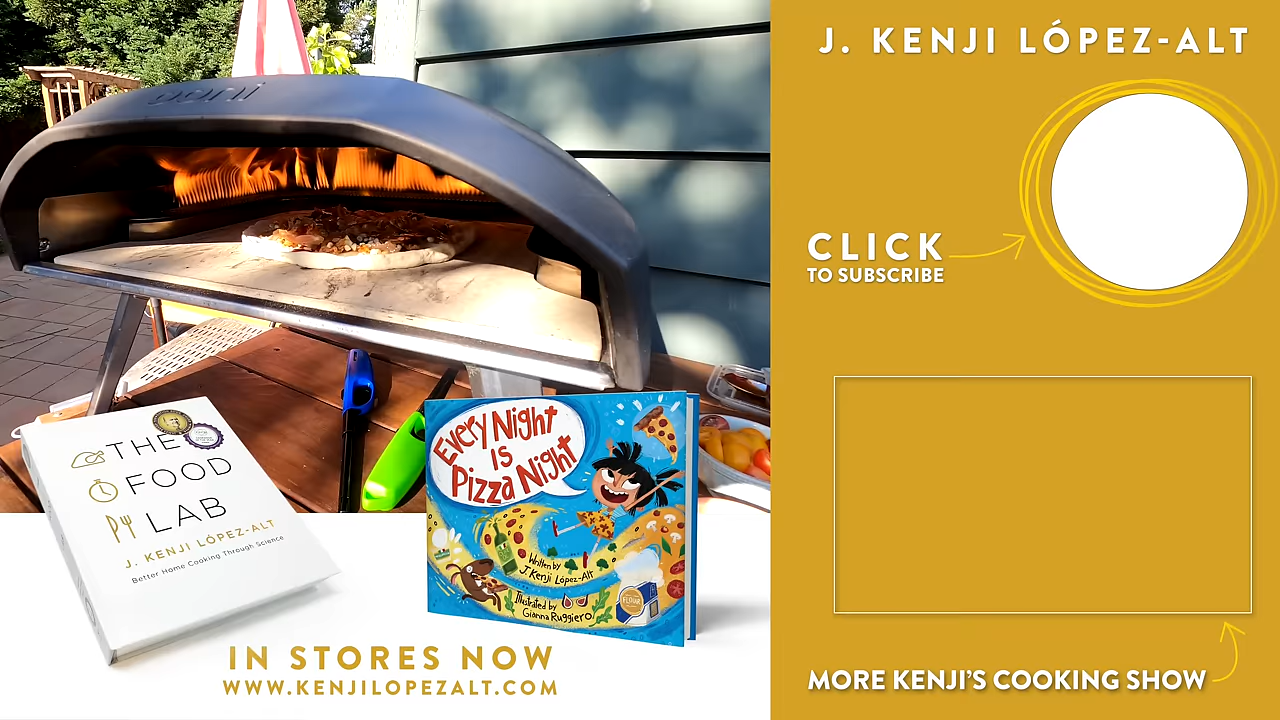 ooni
THE
FOOD
LAB
J. KENJI LÓPEZ-ALT
Better Home Cooking Through Science
Every Night
Is
Pizza Night
Written by
J. Kenji López-Alt
Illustrated by
Gianna Ruggiero
FLOUR
IN STORES NOW
WWW.KENJILOPEZALT.COM
J. KENJI LÓPEZ-ALT
CLICK
TO SUBSCRIBE
MORE KENJI'S COOKING SHOW